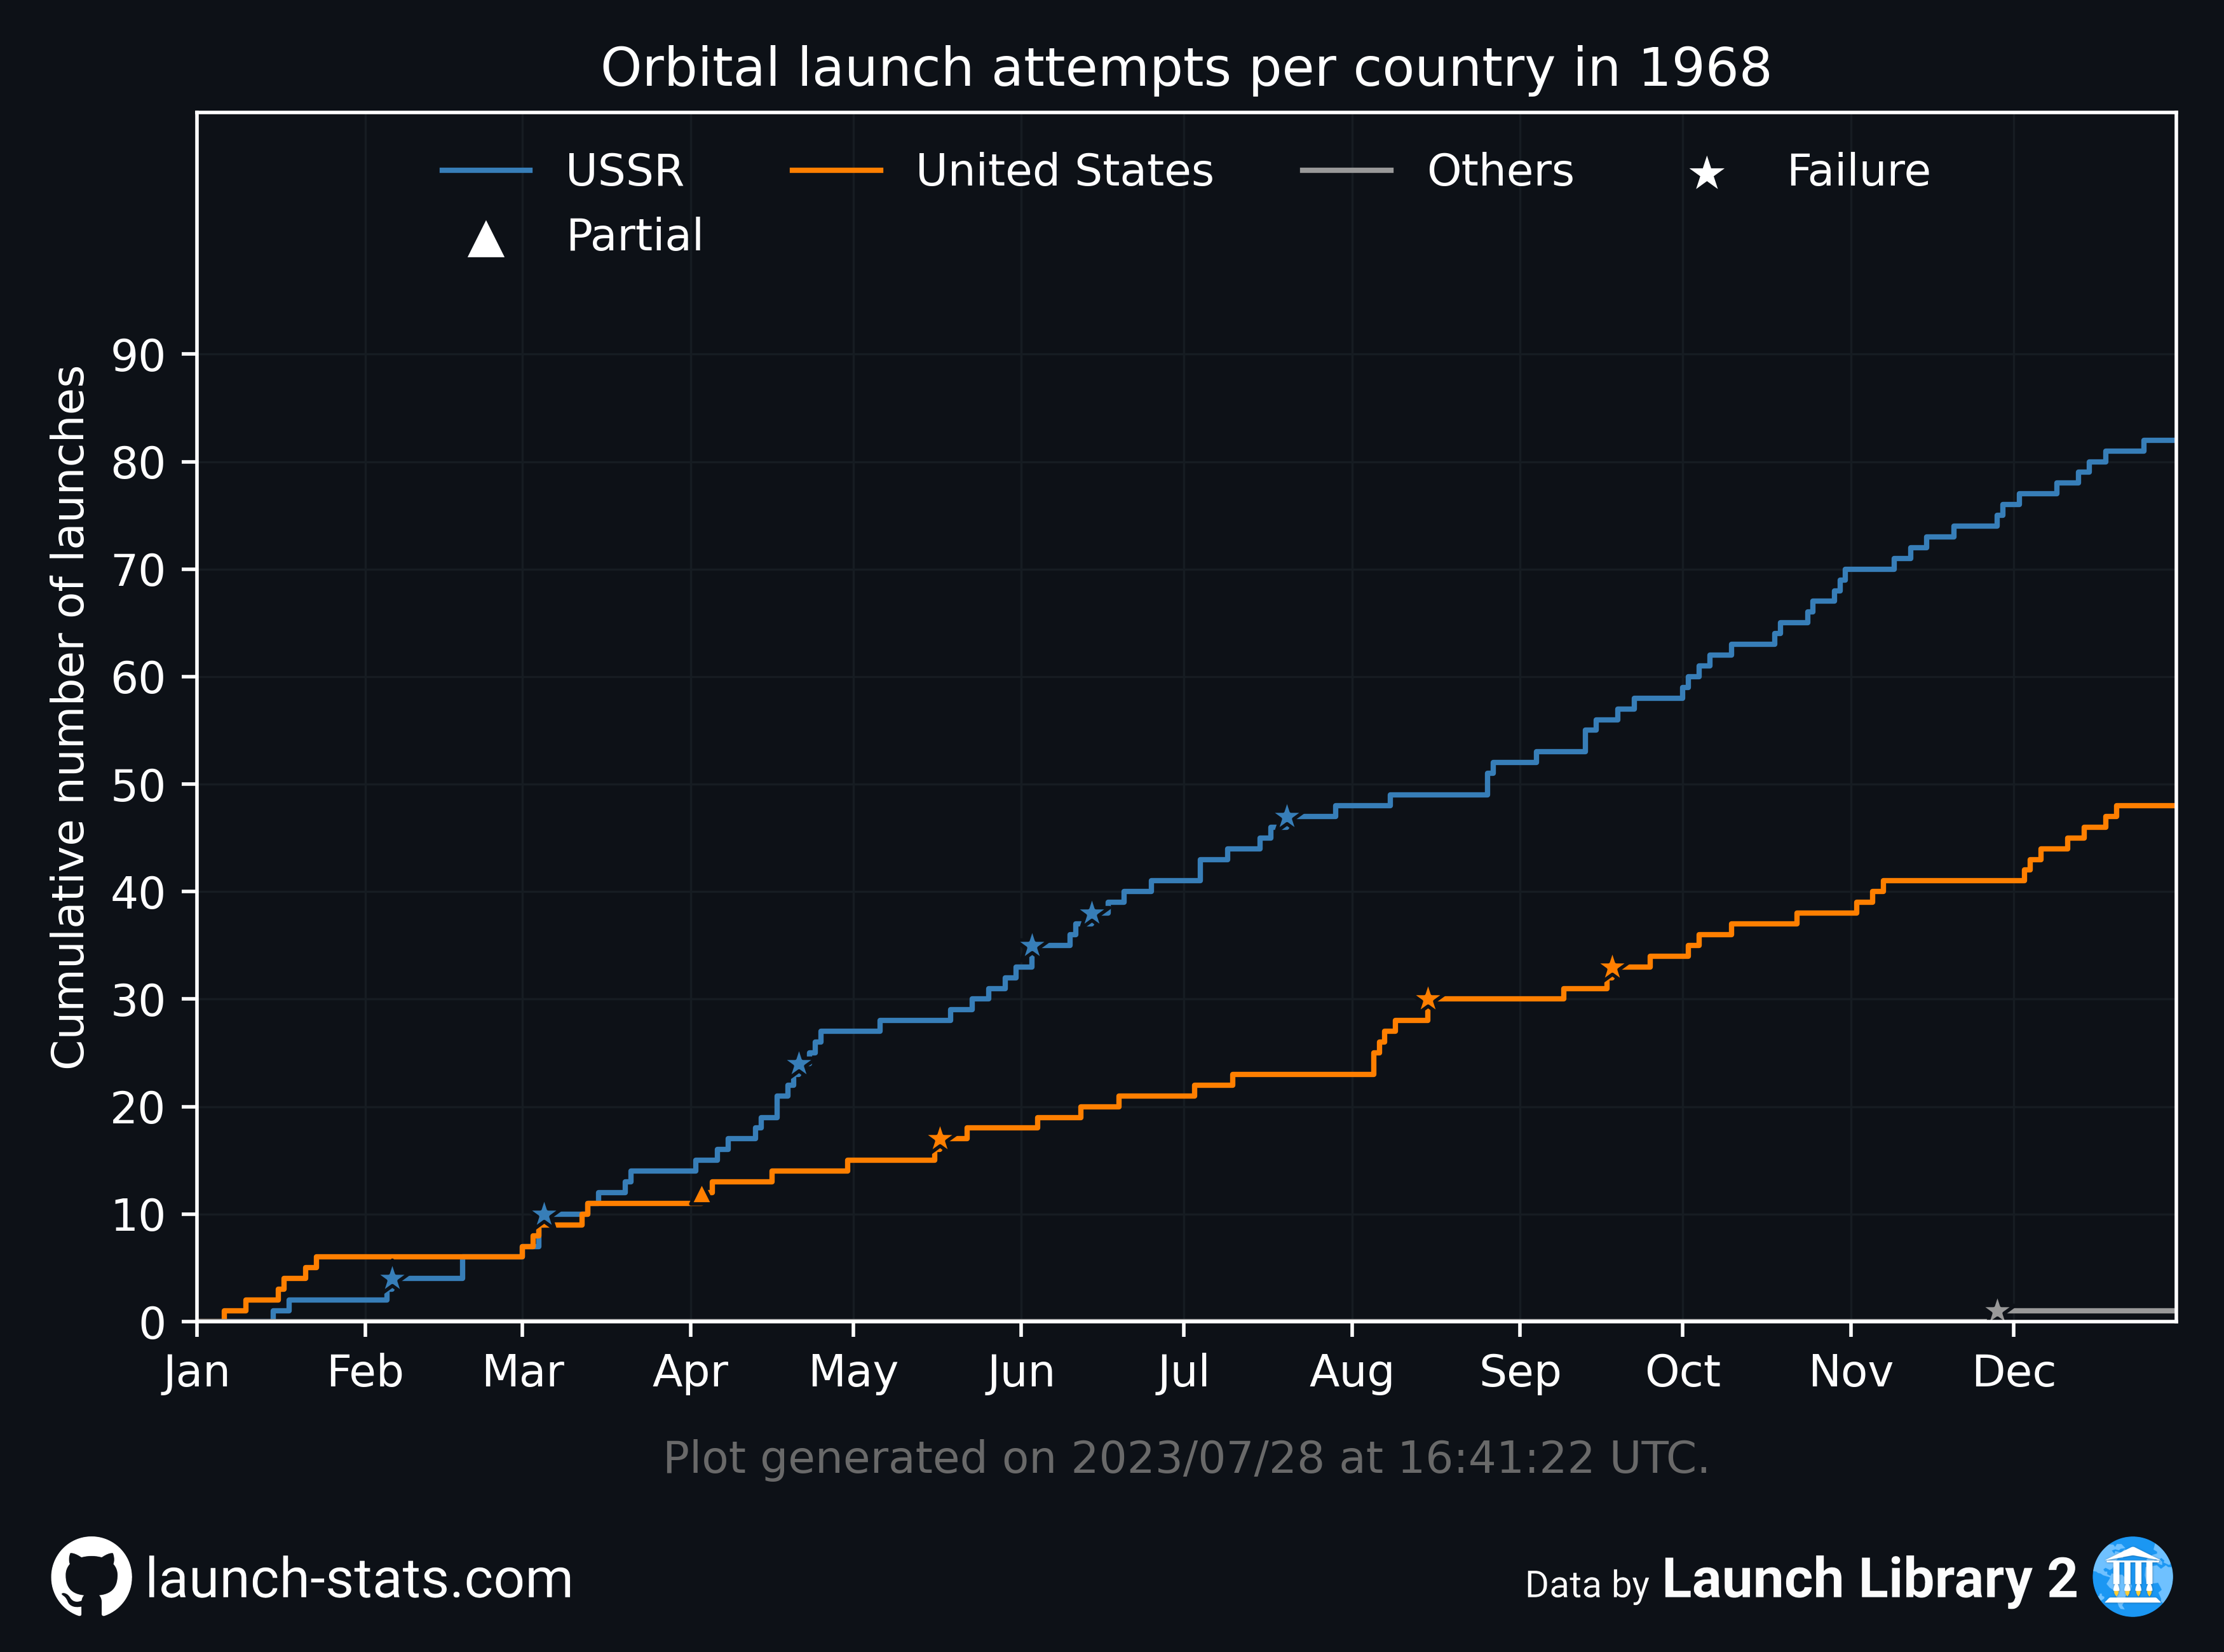 Orbital launch attempts per country in 1968
USSR United States Others Failure
Partial
Cumulative number of launches
90
80
70
60
50
40
30
20
10
0
Jan Feb Mar Apr May Jun Jul Aug Sep Oct Nov Dec
Plot generated on 2023/07/28 at 16:41:22 UTC.
launch-stats.com
Data by Launch Library 2